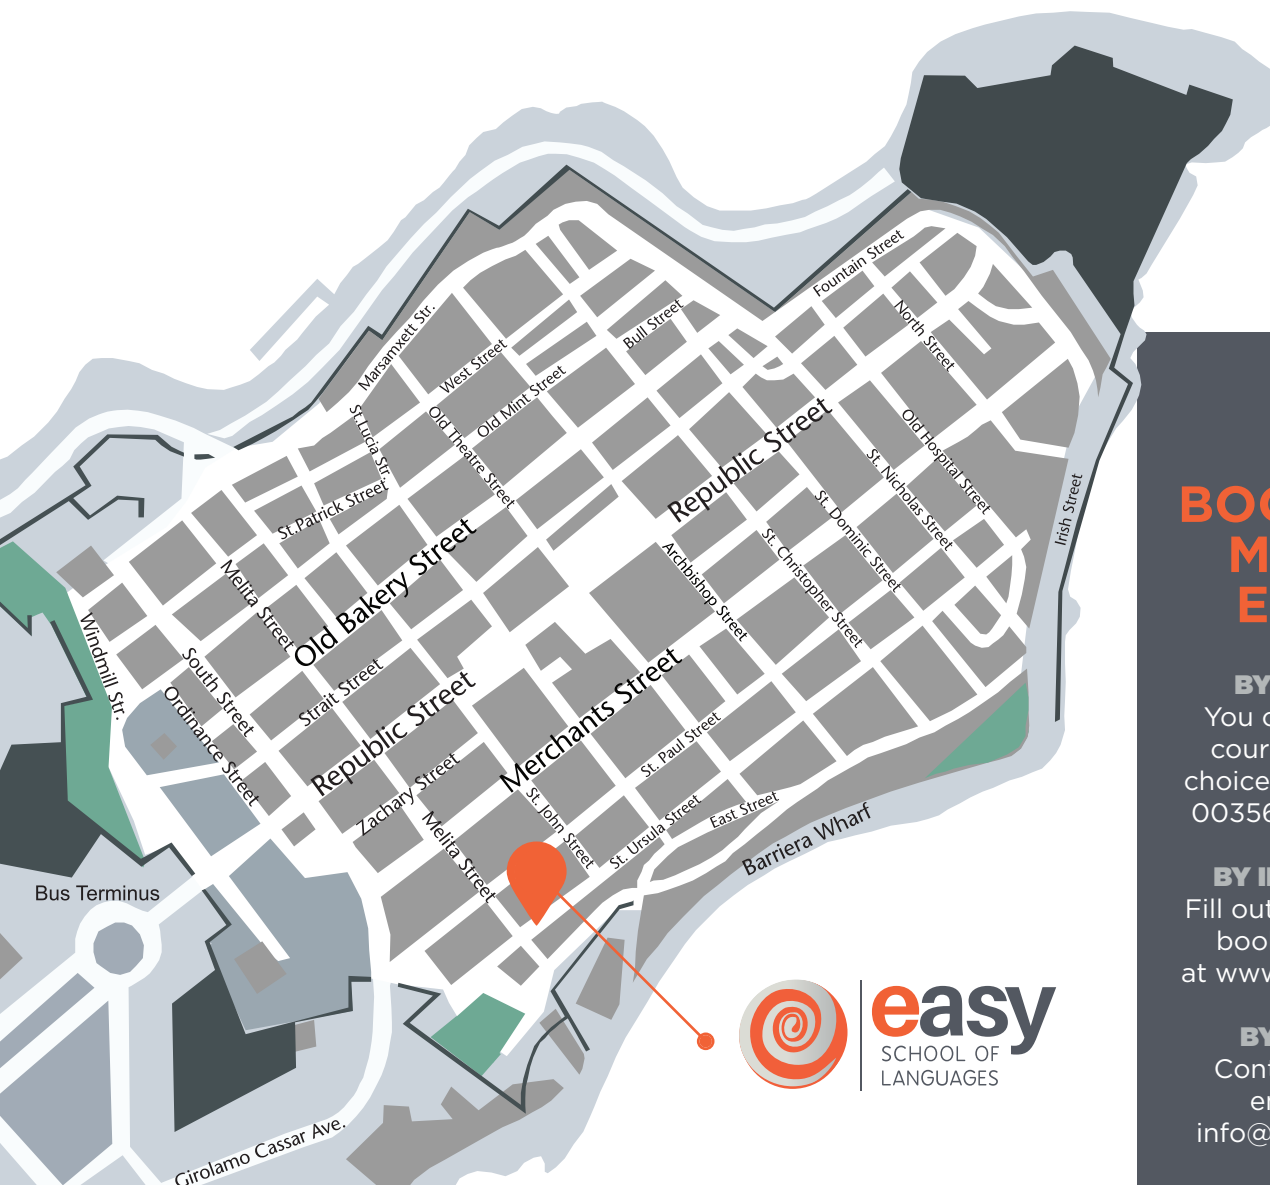 Fountain Street
North Street
Bull Street
Marsamxett Str.
West Street
Old Mint Street
St.Lucia Str.
Old Theatre Street
Republic Street
Old Hospital Street
St. Nicholas Street
St. Dominic Street
St. Christopher Street
Archbishop Street
Irish Street
St.Patrick Street
Old Bakery Street
Melita Street
Windmill Str.
South Street
Ordinance Street
Strait Street
Republic Street
Merchants Street
Zachary Street
St. Paul Street
St. John Street
Melita Street
St. Ursula Street
East Street
Barriera Wharf
Bus Terminus
Girolamo Cassar Ave.
easy
SCHOOL OF
LANGUAGES
BY
You
cour
choice
00356
BY
Fill out
boo
at www
BY
Con
info@